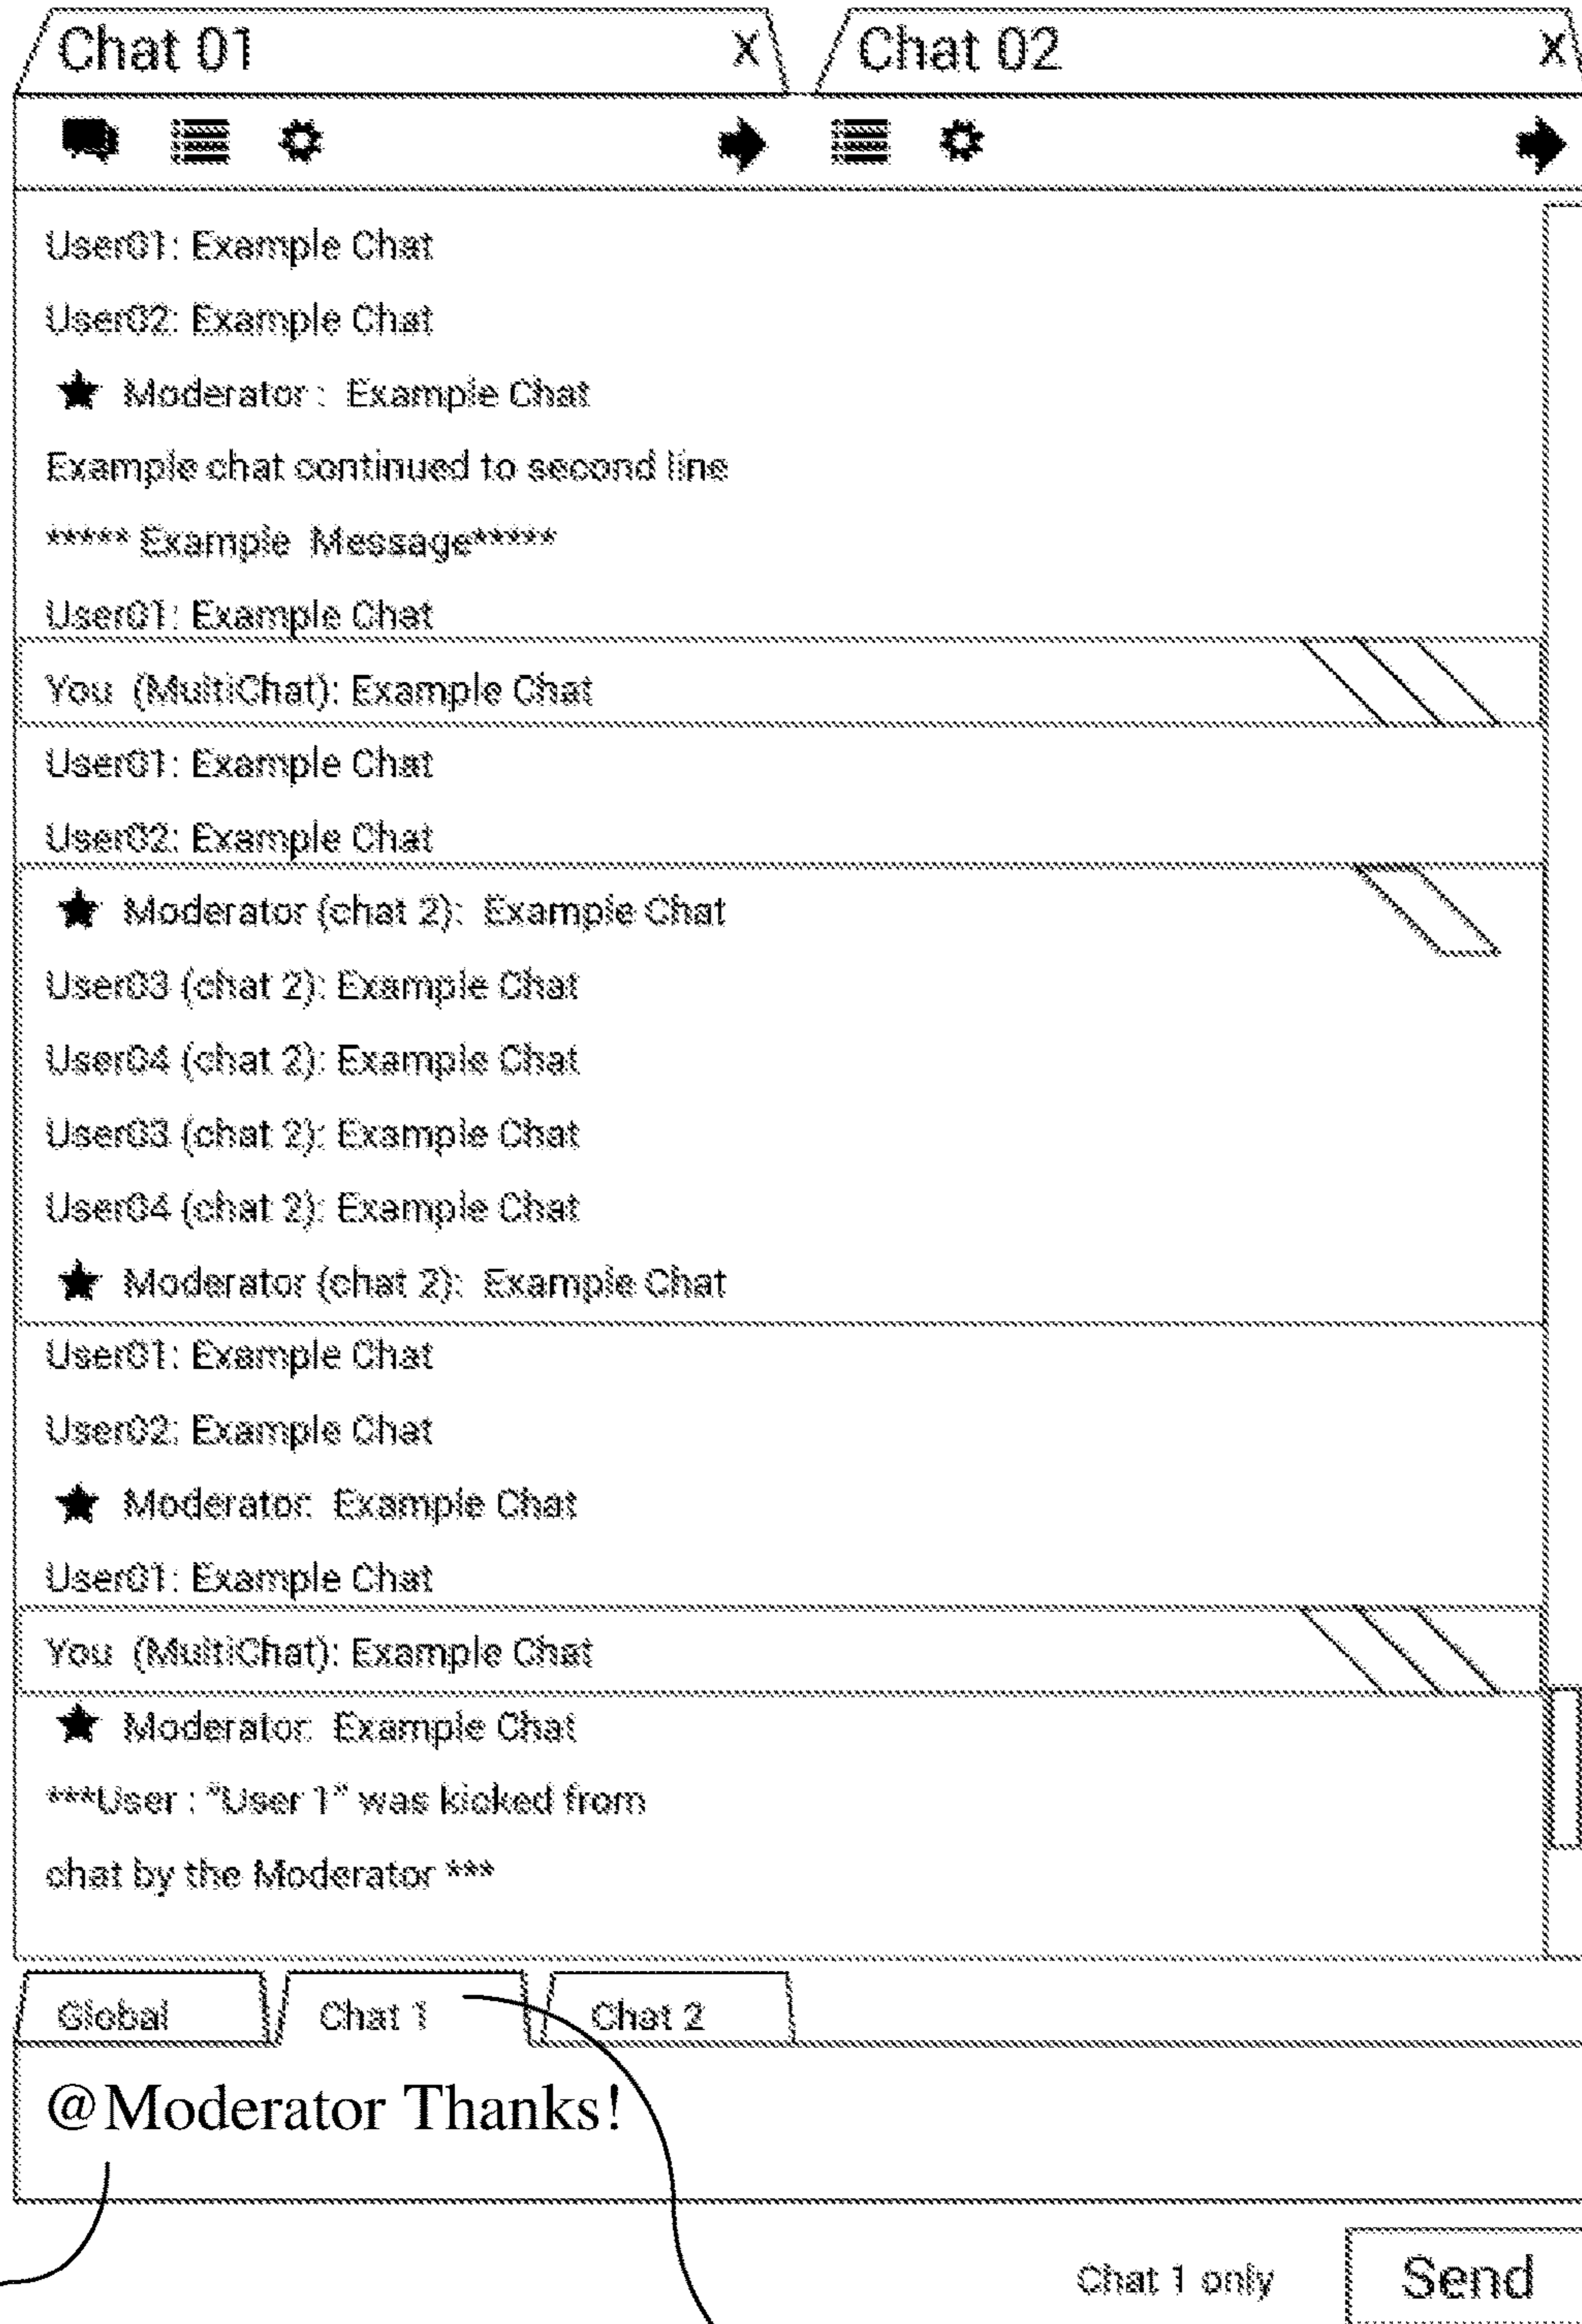 Chat 01 X Chat 02 X
User01: Example Chat
User02: Example Chat
★ Moderator : Example Chat
Example chat continued to second line
***** Example Message*****
User01: Example Chat
You (MultiChat): Example Chat
User01: Example Chat
User02: Example Chat
★ Moderator (chat 2): Example Chat
User03 (chat 2): Example Chat
User04 (chat 2): Example Chat
User03 (chat 2): Example Chat
User04 (chat 2): Example Chat
★ Moderator (chat 2): Example Chat
User01: Example Chat
User02: Example Chat
★ Moderator: Example Chat
User01: Example Chat
You (MultiChat): Example Chat
★ Moderator: Example Chat
***User : "User 1" was kicked from
chat by the Moderator ***
Global Chat 1 Chat 2
@Moderator Thanks!
Chat 1 only Send